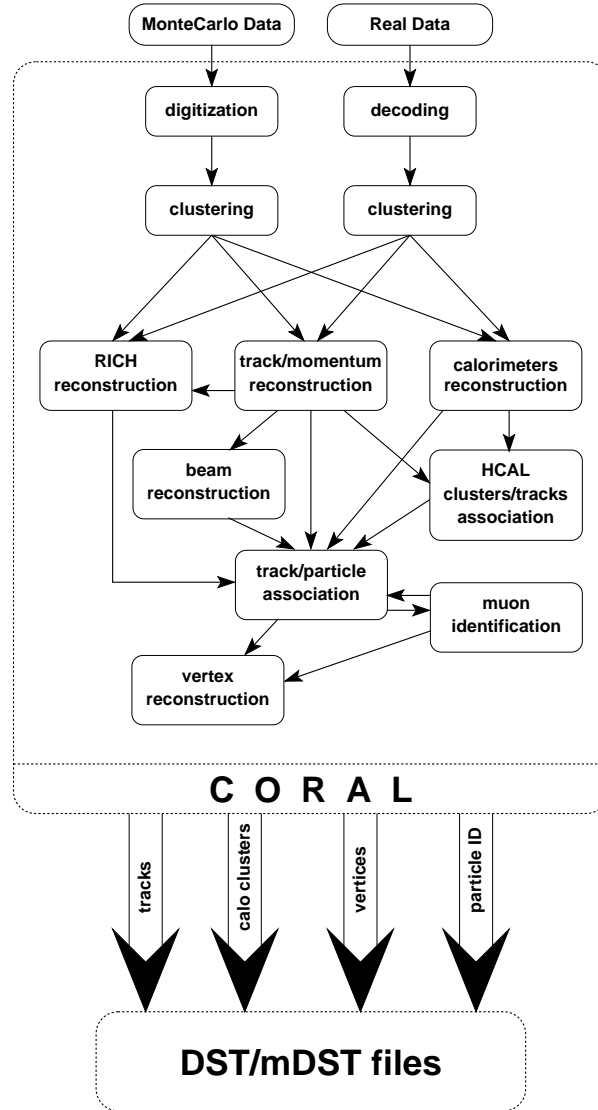 MonteCarlo Data
Real Data
digitization
decoding
clustering
clustering
RICH
reconstruction
track/momentum
reconstruction
calorimeters
reconstruction
beam
reconstruction
HCAL
clusters/tracks
association
track/particle
association
muon
identification
vertex
reconstruction
C O R A L
tracks
calo clusters
vertices
particle ID
DST/mDST files